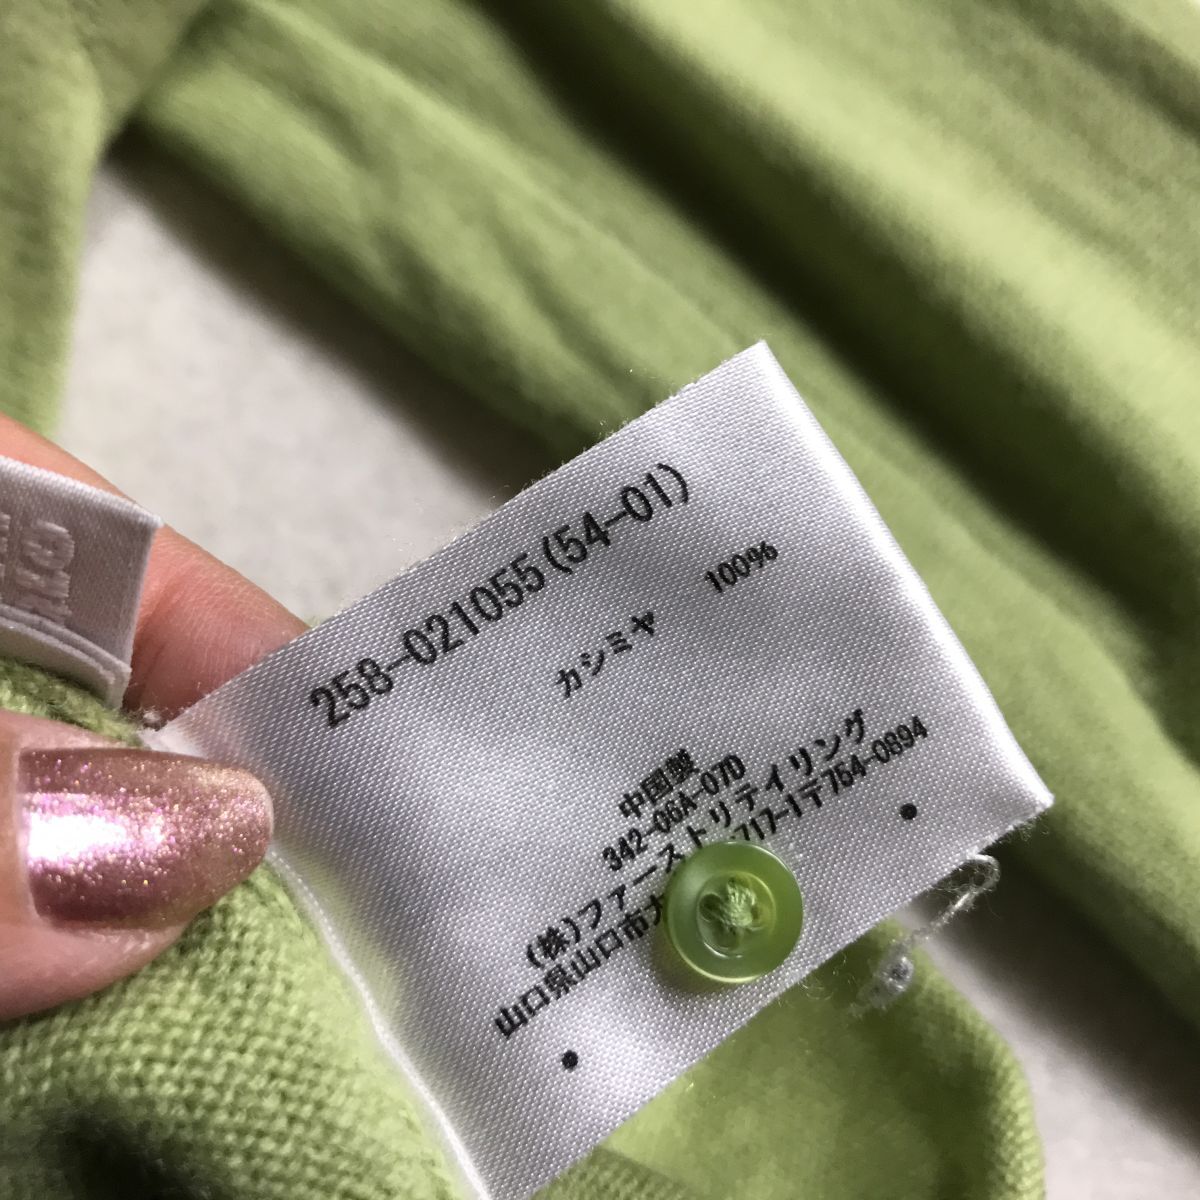 258-021055(54-01)
カシミヤ 100%
中国製
342-06A-07D
(株)ファーストリテイリング
山口県山口市 717-1〒754-0894